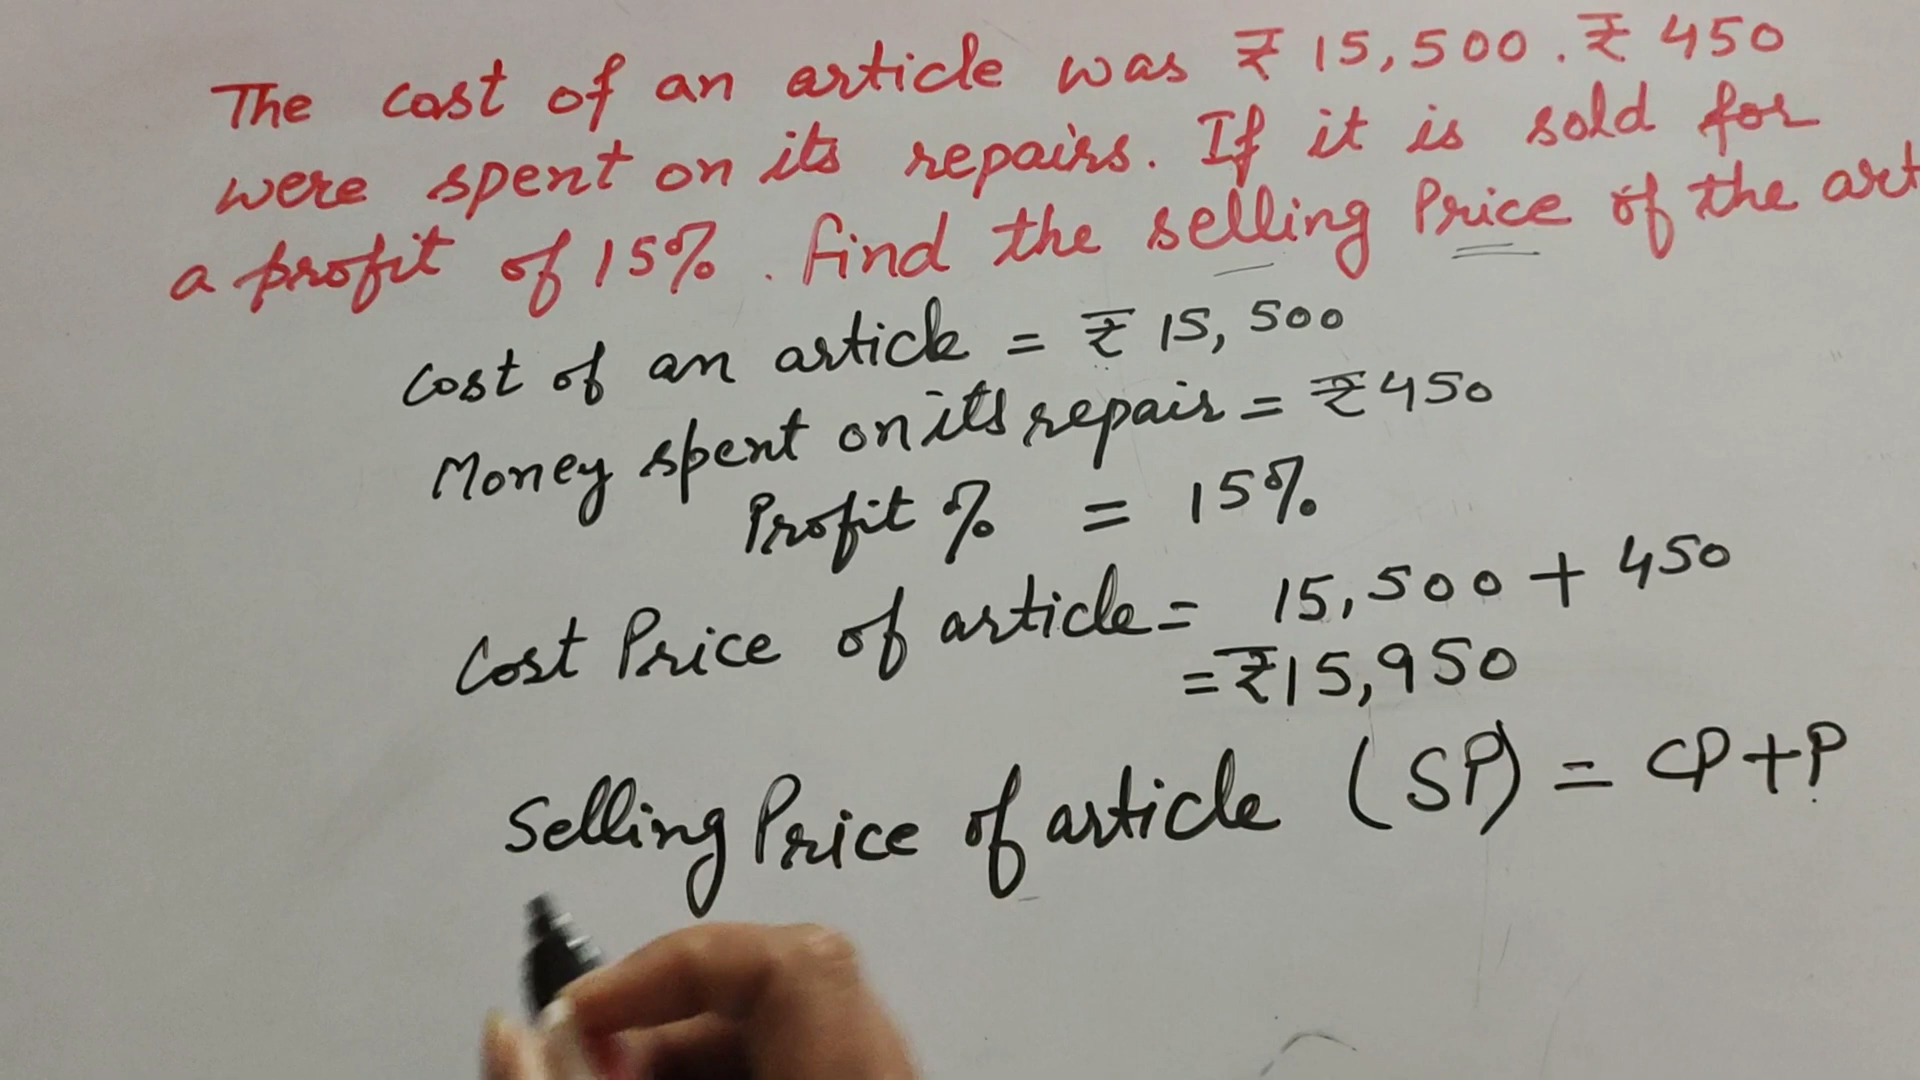 The cost of an article was ₹ 15,500. ₹ 450
were spent on its repairs. If it is sold for
a profit of 15%. find the selling Price of the art
Cost of an article = ₹ 15,500
Money spent on its repair = ₹450
Profit % = 15%
Cost Price of article = 15,500 + 450
= ₹15,950
Selling Price of article (SP) = CP+P